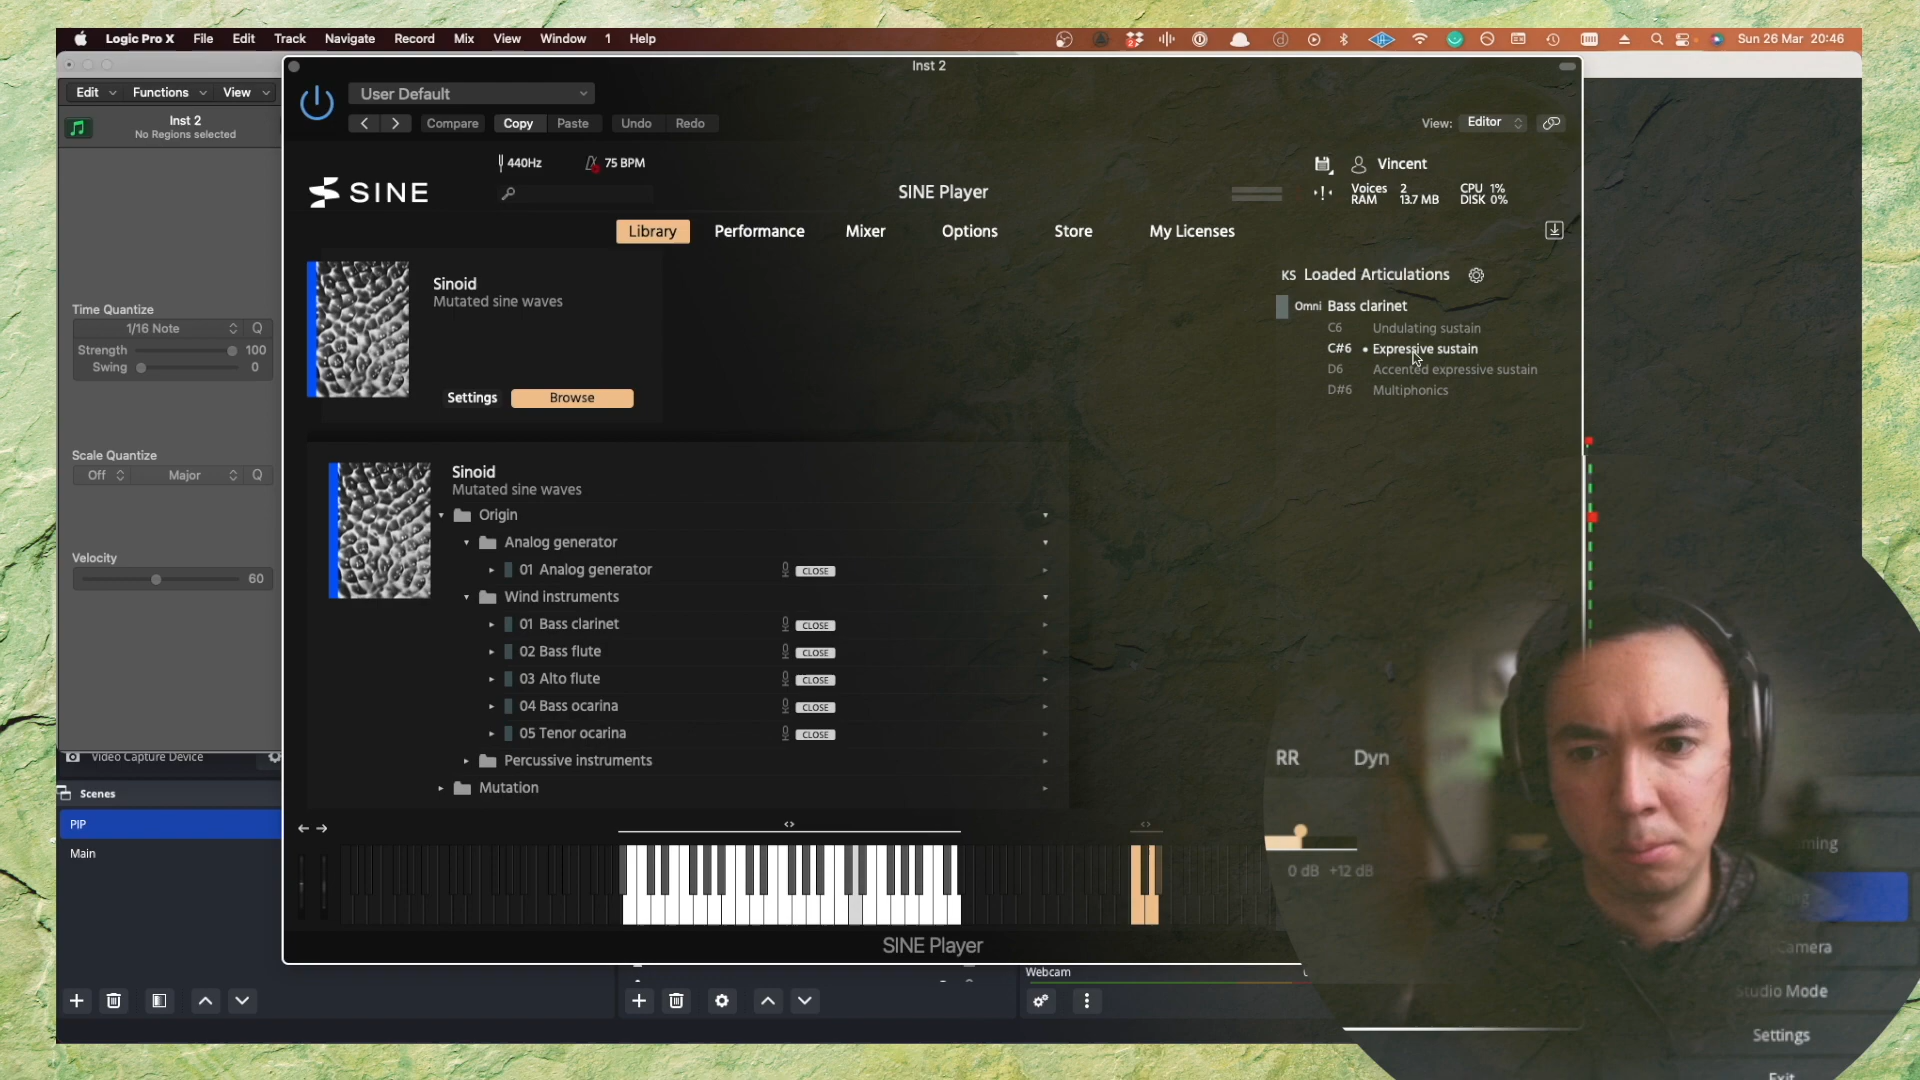 Logic Pro X File Edit Track Navigate Record Mix View Window 1 Help
2
Sun 26 Mar 20:46
Inst 2
Edit Functions View
Inst 2
No Regions selected
User Default
Compare Copy Paste Undo Redo
View: Editor
440Hz 75 BPM
Vincent
SINE
SINE Player
Voices 2 CPU 1%
RAM 13.7 MB DISK 0%
Library Performance Mixer Options Store My Licenses
Sinoid
Mutated sine waves
Settings Browse
KS Loaded Articulations
Omni Bass clarinet
C6 Undulating sustain
C#6 • Expressive sustain
D6 Accented expressive sustain
D#6 Multiphonics
Time Quantize
1/16 Note Q
Strength 100
Swing 0
Scale Quantize
Off Major Q
Velocity
60
Sinoid
Mutated sine waves
Origin
Analog generator
01 Analog generator CLOSE
Wind instruments
01 Bass clarinet CLOSE
02 Bass flute CLOSE
03 Alto flute CLOSE
04 Bass ocarina CLOSE
05 Tenor ocarina CLOSE
Percussive instruments
Mutation
RR Dyn
0 dB +12 dB
SINE Player
Video Capture Device
Scenes
PIP
Main
Webcam
Camera
Studio Mode
Settings
Exit